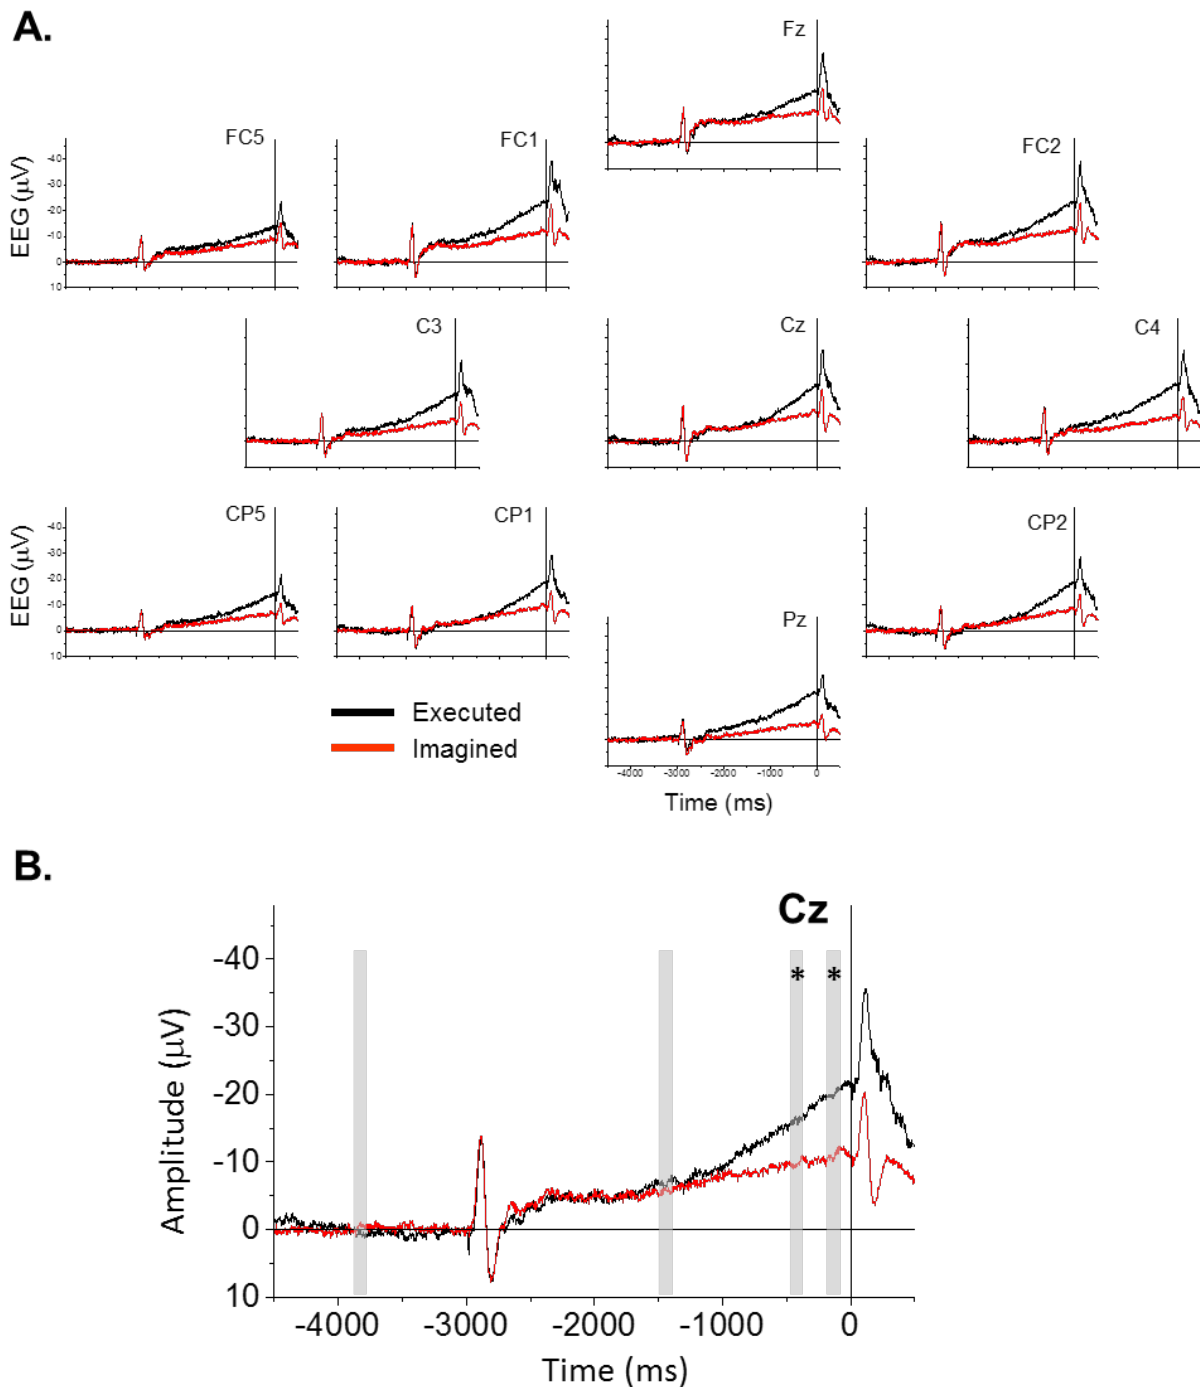 A.
Fz
FC5
FC1
FC2
EEG (µV)
-40
-30
-20
-10
0
10
C3
Cz
C4
CP5
CP1
CP2
EEG (µV)
-40
-30
-20
-10
0
10
Pz
Executed
Imagined
-4000 -3000 -2000 -1000 0
Time (ms)
B.
Cz
Amplitude (µV)
-40
-30
-20
-10
0
10
* *
-4000 -3000 -2000 -1000 0
Time (ms)